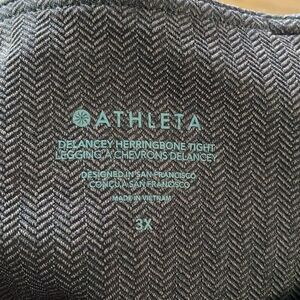 ATHLETA
DELANCEY HERRINGBONE TIGHT
LEGGING À CHEVRONS DELANCEY
DESIGNED IN SAN FRANCISCO
CONÇU À SAN FRANCISCO
MADE IN VIETNAM
3X